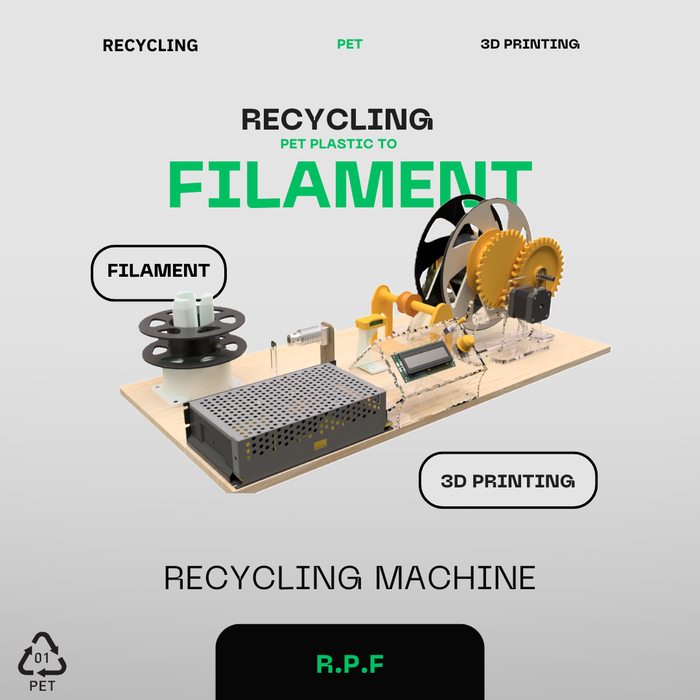 RECYCLING
PET
3D PRINTING
RECYCLING
PET PLASTIC TO
FILAMENT
FILAMENT
3D PRINTING
RECYCLING MACHINE
R.P.F
01
PET